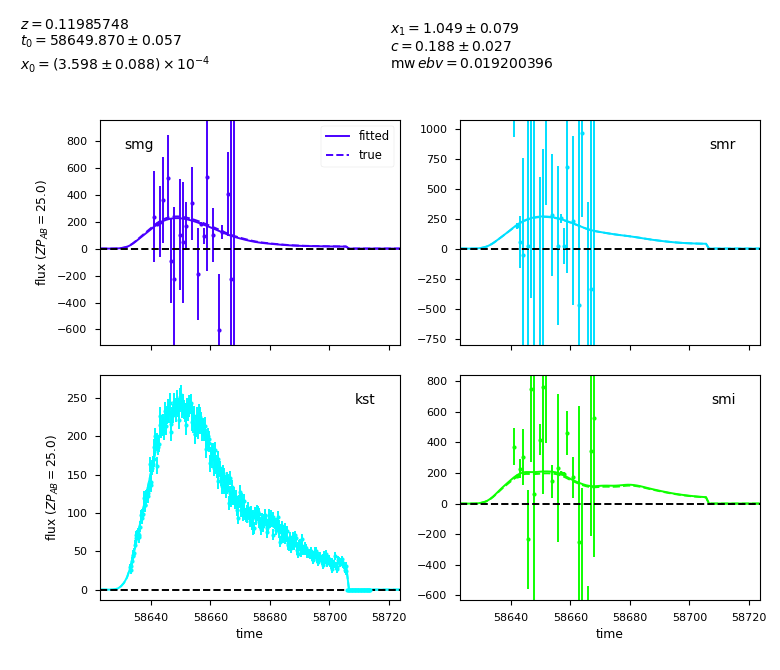 z = 0.11985748
t₀ = 58649.870 ± 0.057
x₀ = (3.598 ± 0.088) × 10⁻⁴
x₁ = 1.049 ± 0.079
c = 0.188 ± 0.027
mw ebv = 0.019200396
smg
fitted
true
800
600
400
200
0
−200
−400
−600
flux (ZP_AB = 25.0)
smr
1000
750
500
250
0
−250
−500
−750
kst
250
200
150
100
50
0
flux (ZP_AB = 25.0)
58640 58660 58680 58700 58720
time
smi
800
600
400
200
0
−200
−400
−600
58640 58660 58680 58700 58720
time